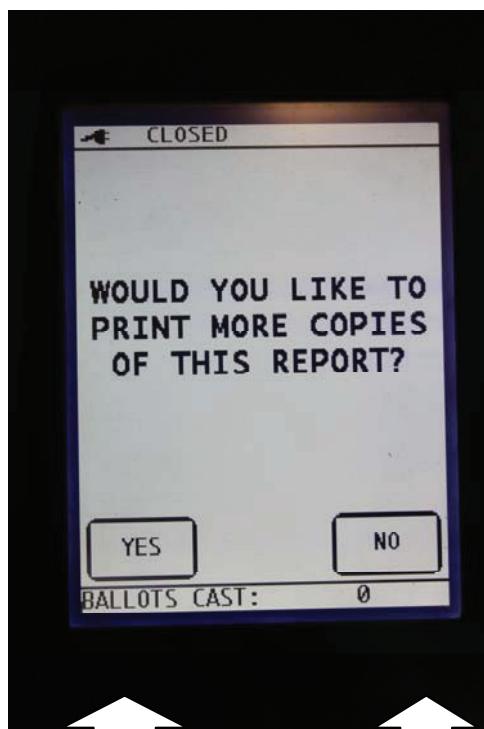 CLOSED
WOULD YOU LIKE TO
PRINT MORE COPIES
OF THIS REPORT?
YES NO
BALLOTS CAST: 0